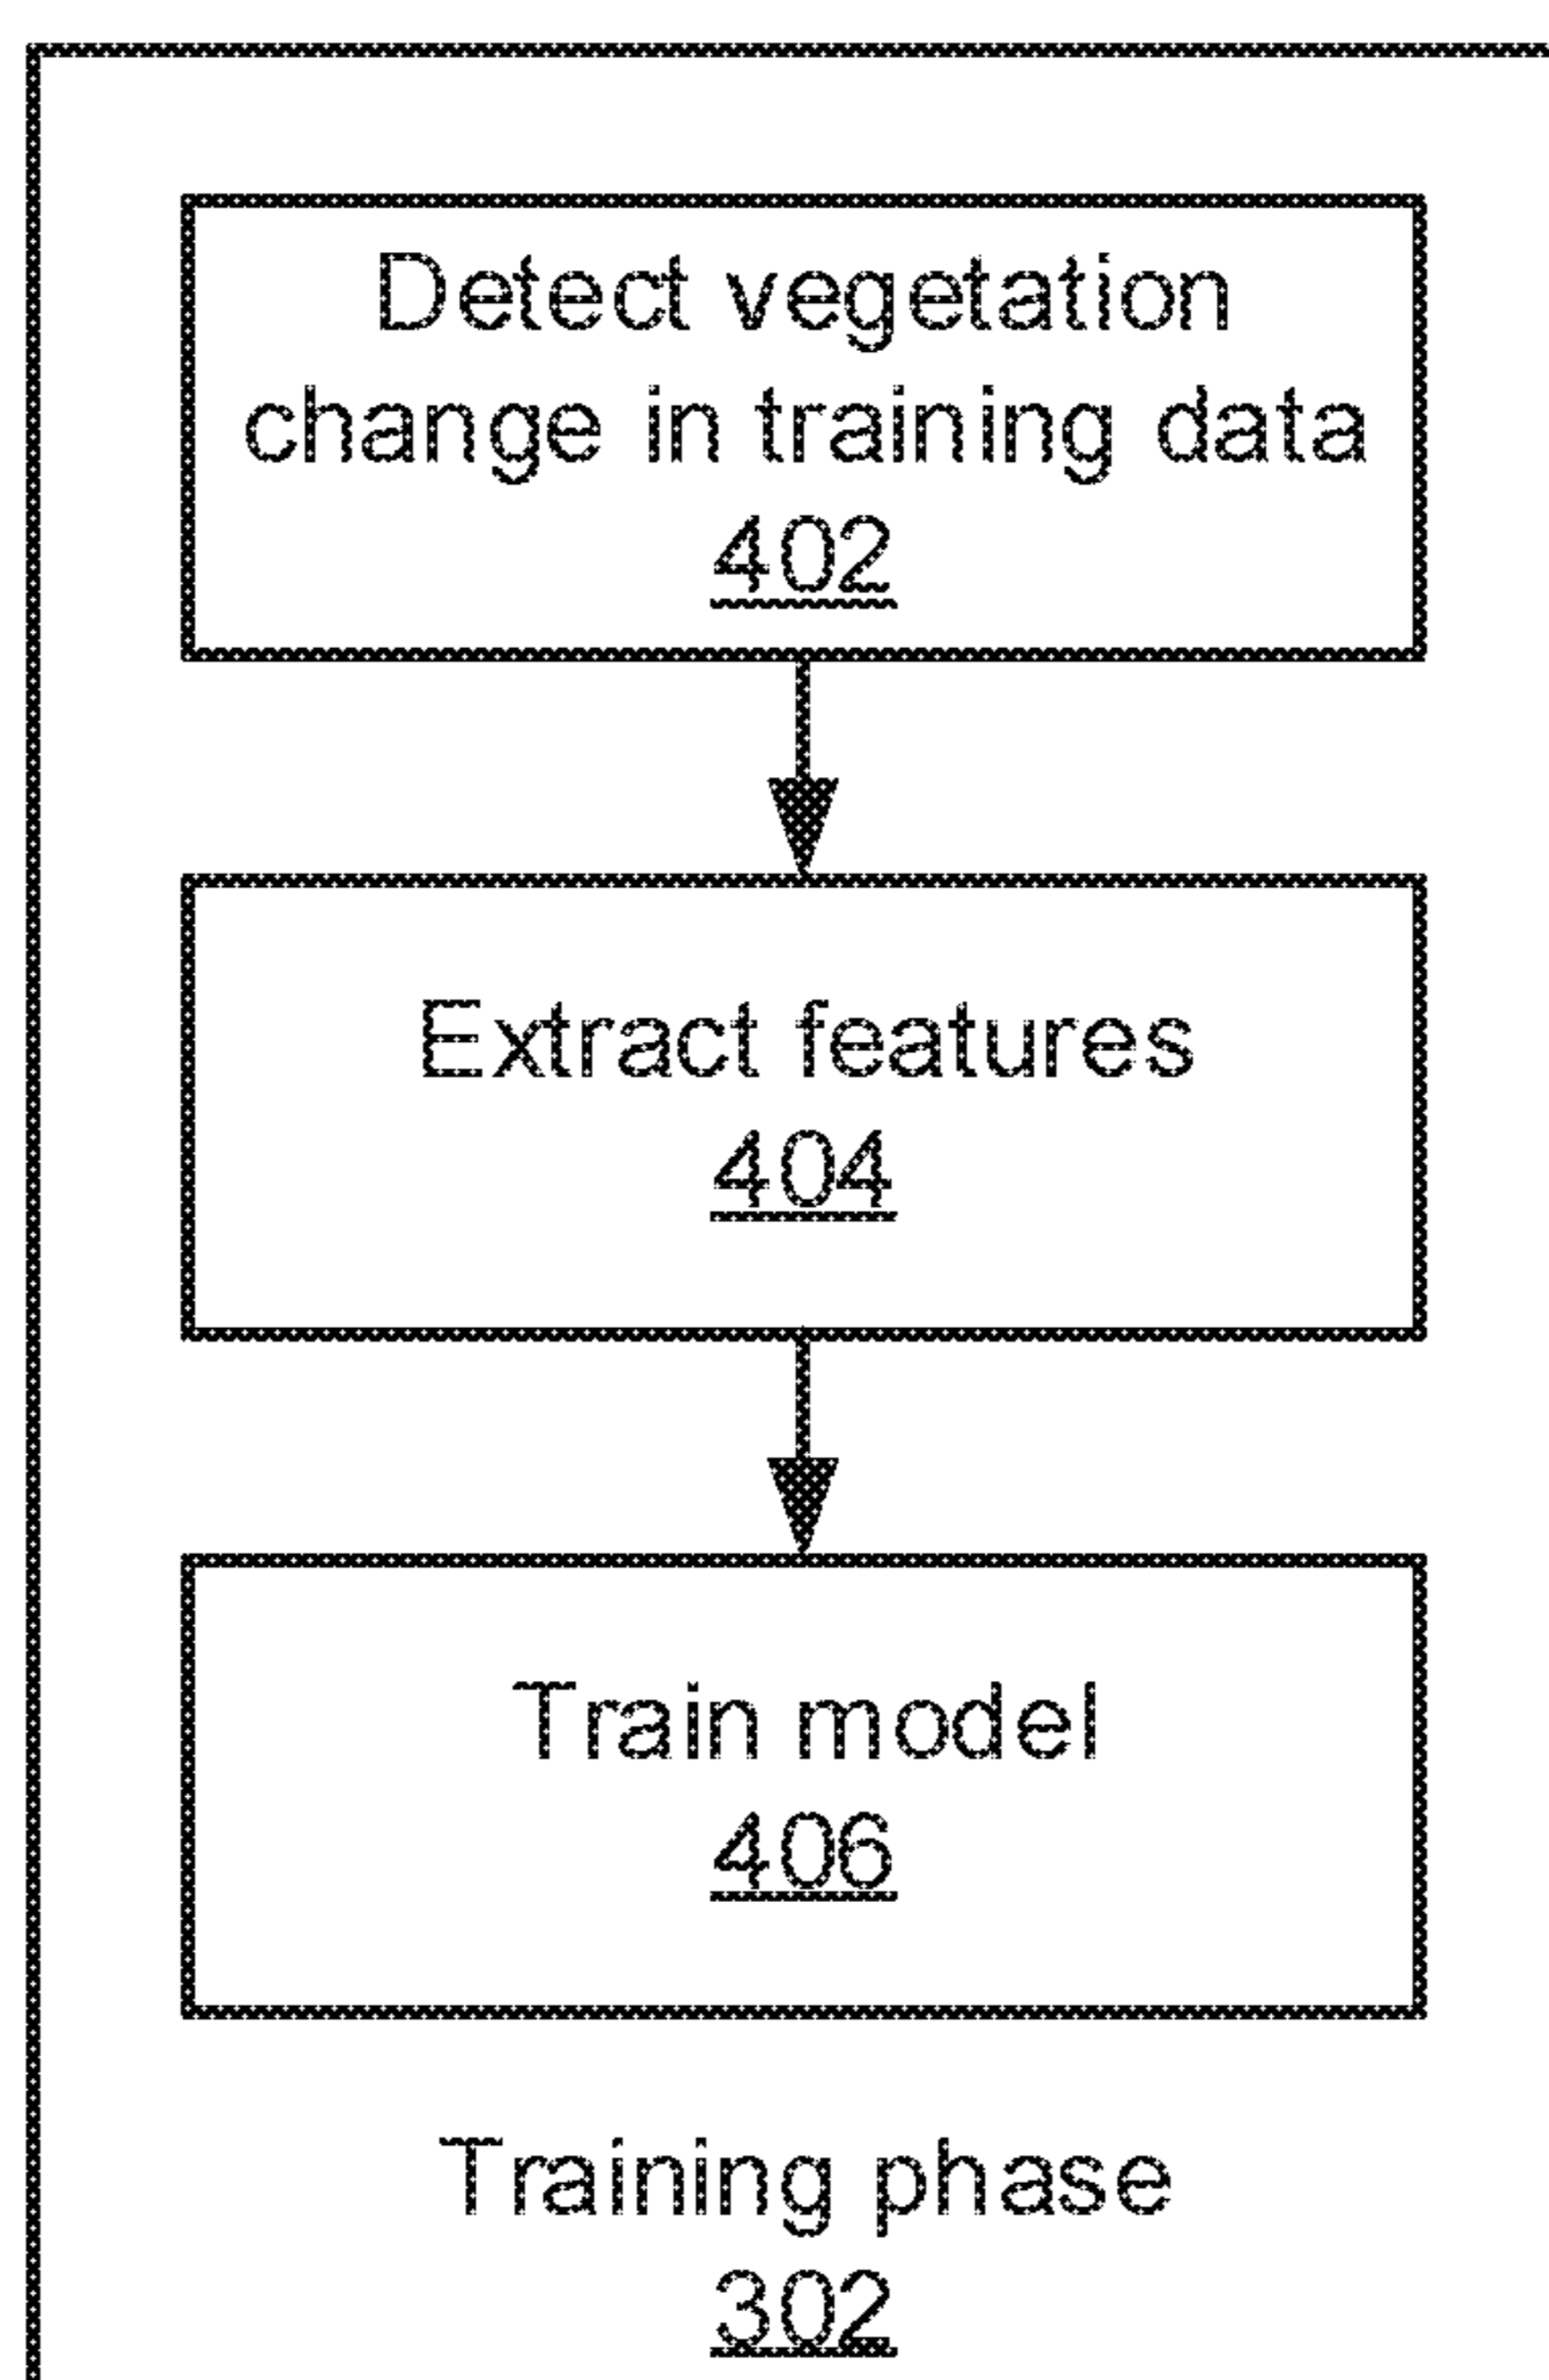 Detect vegetation
change in training data
402
Extract features
404
Train model
406
Training phase
302